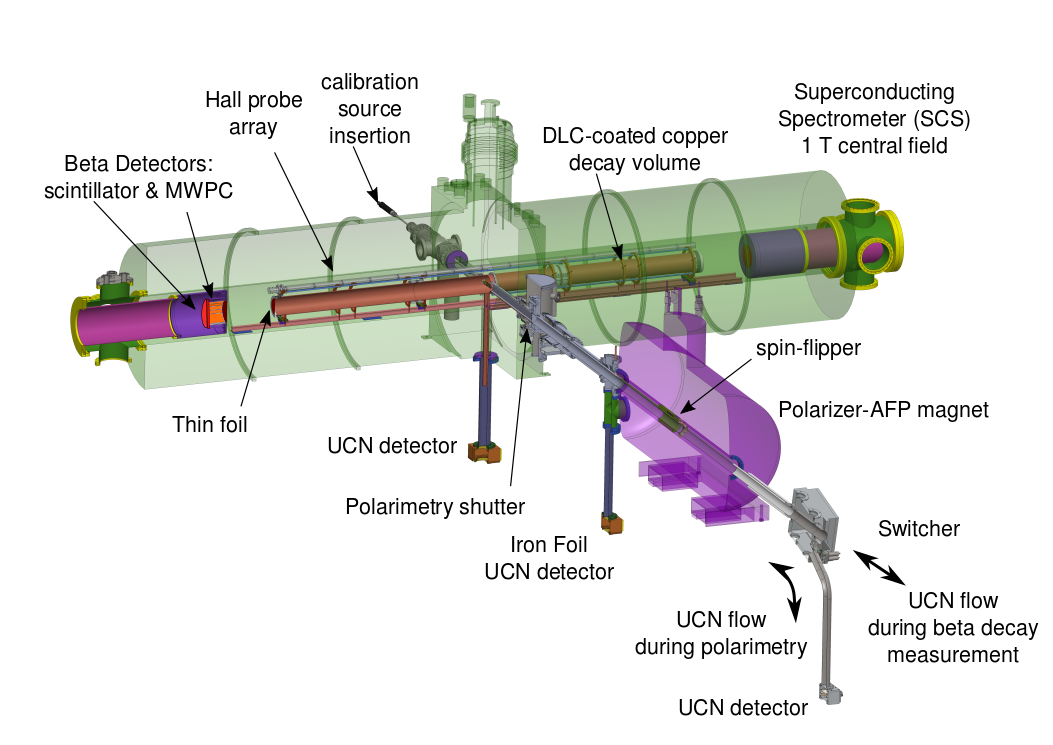 calibration
source
insertion
Hall probe
array
Beta Detectors:
scintillator & MWPC
DLC-coated copper
decay volume
Superconducting
Spectrometer (SCS)
1 T central field
Thin foil
UCN detector
Polarimetry shutter
spin-flipper
Polarizer-AFP magnet
Iron Foil
UCN detector
Switcher
UCN flow
during polarimetry
UCN flow
during beta decay
measurement
UCN detector